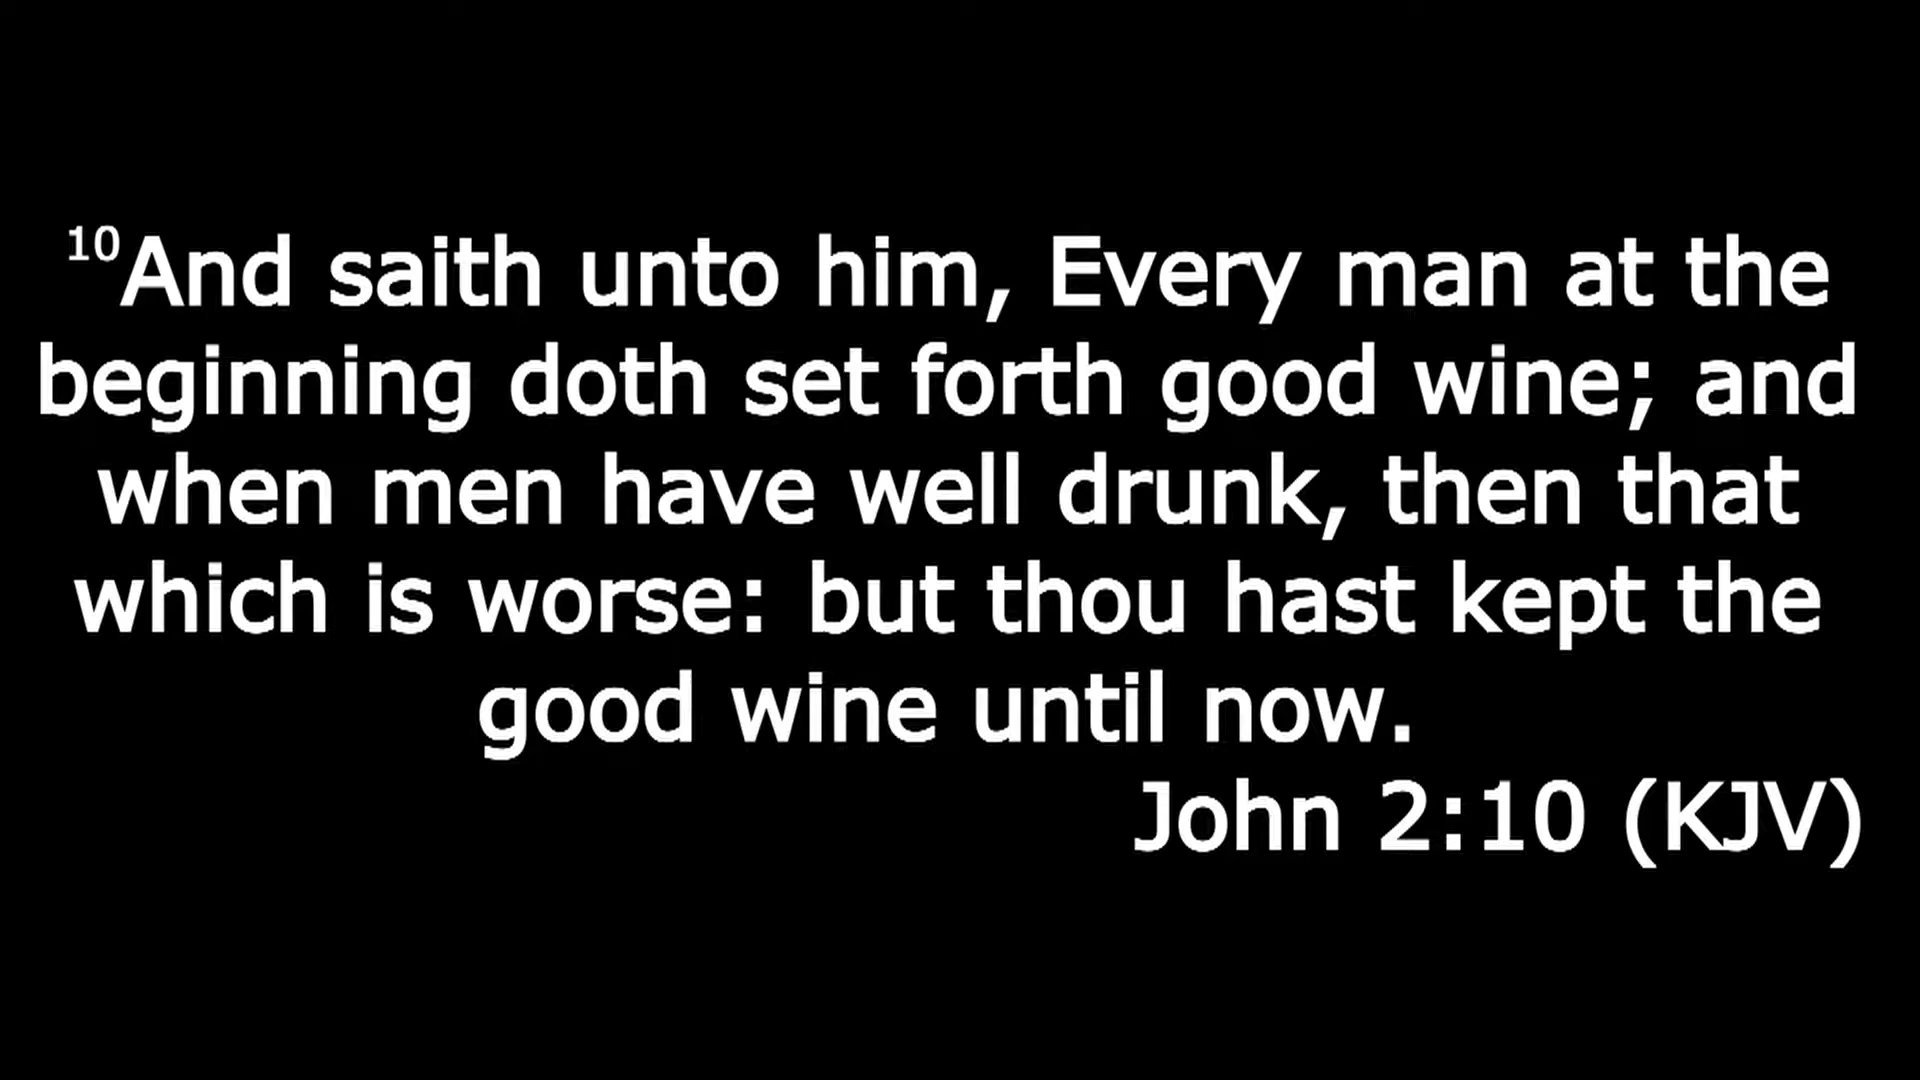 10And saith unto him, Every man at the
beginning doth set forth good wine; and
when men have well drunk, then that
which is worse: but thou hast kept the
good wine until now.
John 2:10 (KJV)